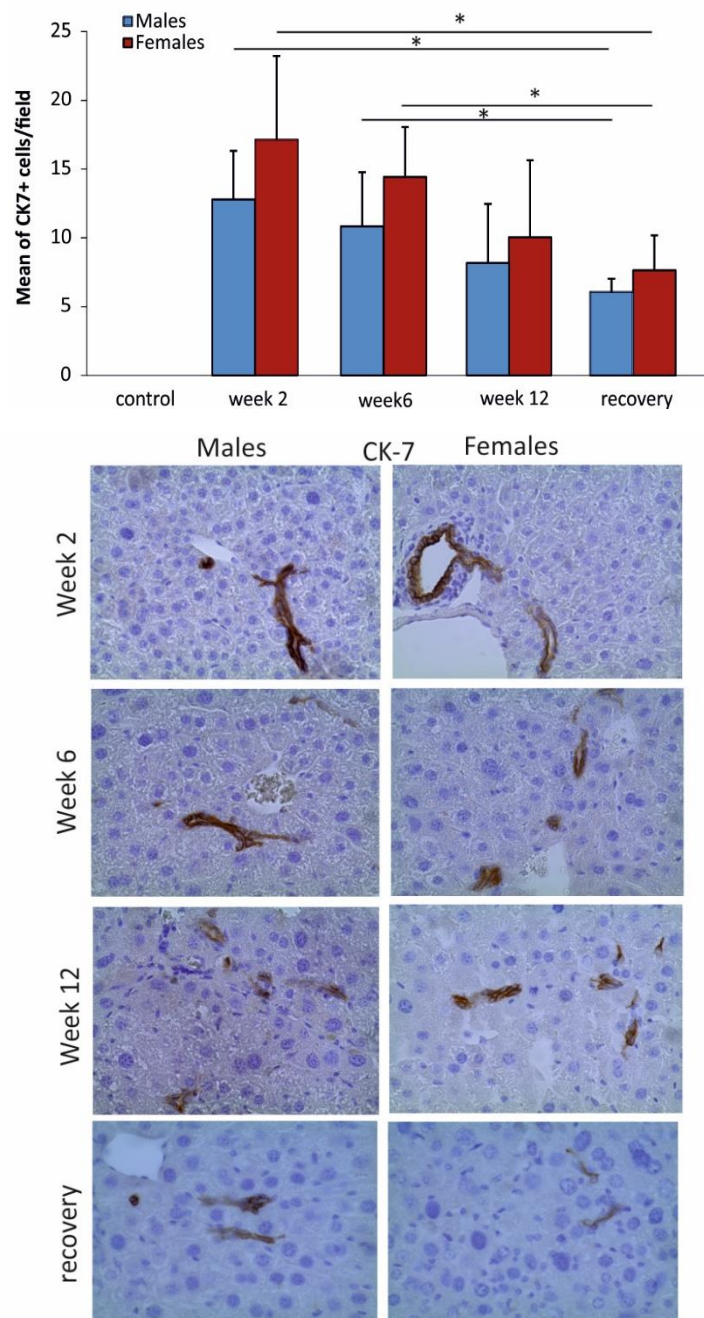 Mean of CK7+ cells/field
25
20
15
10
5
0
Males
Females
*
*
*
*
control
week 2
week6
week 12
recovery
Males
CK-7
Females
Week 2
Week 6
Week 12
recovery